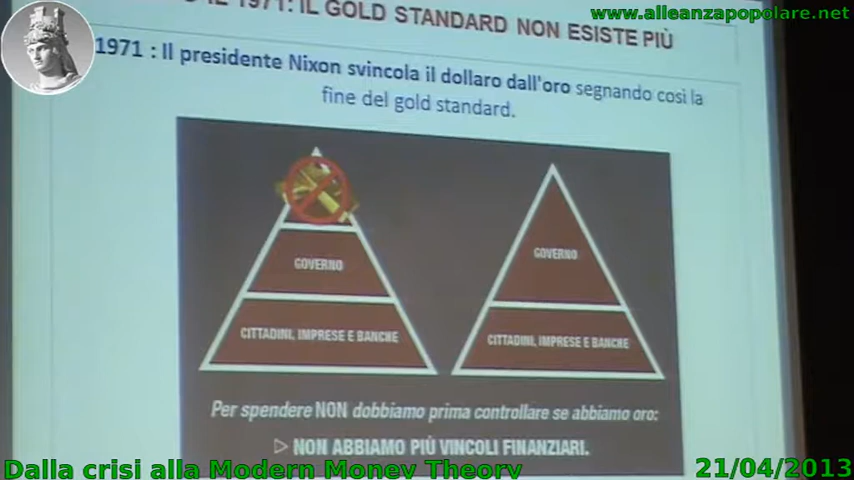 www.alleanzapopolare.net
IL 1971: IL GOLD STANDARD NON ESISTE PIÙ
1971 : Il presidente Nixon svincola il dollaro dall'oro segnando così la
fine del gold standard.
GOVERNO
CITTADINI, IMPRESE E BANCHE
GOVERNO
CITTADINI, IMPRESE E BANCHE
Per spendere NON dobbiamo prima controllare se abbiamo oro:
NON ABBIAMO PIÙ VINCOLI FINANZIARI.
Dalla crisi alla Modern Money Theory
21/04/2013